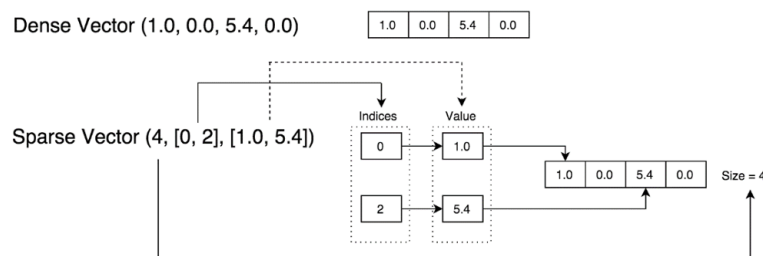 Dense Vector (1.0, 0.0, 5.4, 0.0)
1.0 0.0 5.4 0.0
Indices Value
Sparse Vector (4, [0, 2], [1.0, 5.4])
0 1.0
1.0 0.0 5.4 0.0 Size = 4
2 5.4